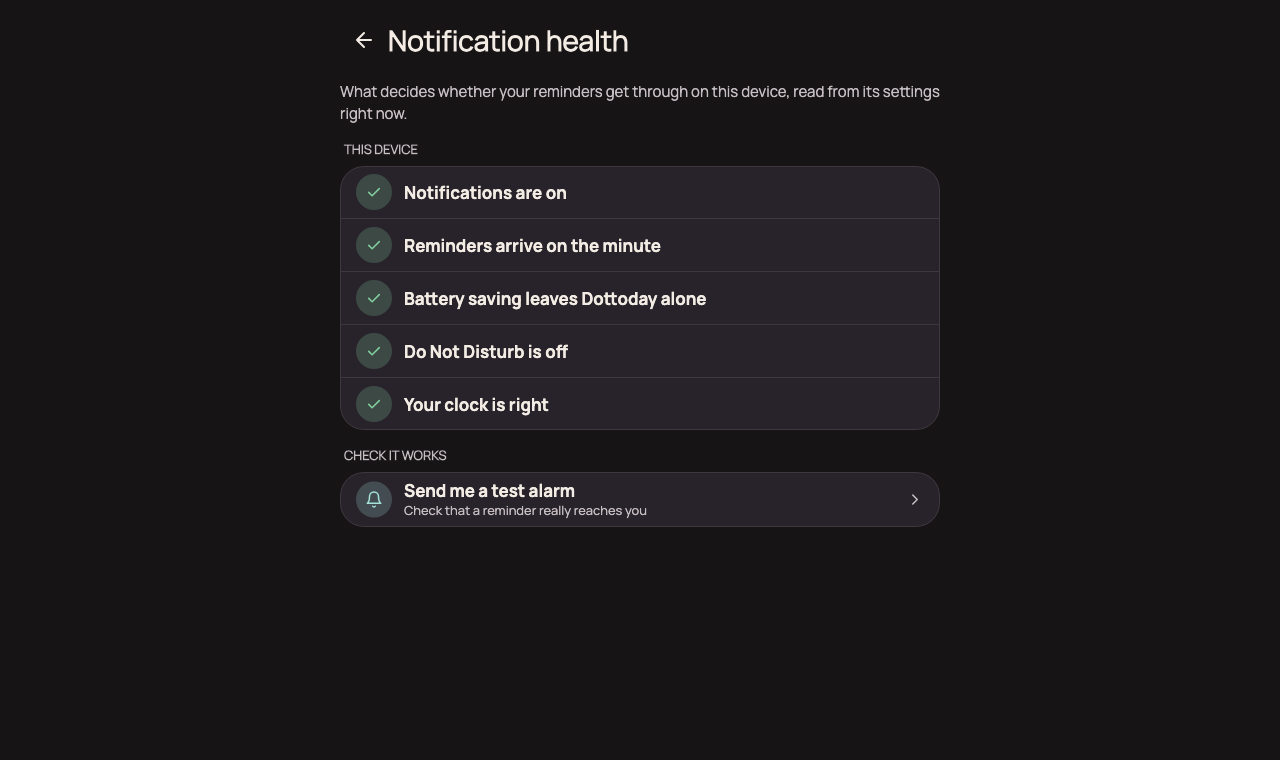 Notification health
What decides whether your reminders get through on this device, read from its settings
right now.
THIS DEVICE
Notifications are on
Reminders arrive on the minute
Battery saving leaves Dottoday alone
Do Not Disturb is off
Your clock is right
CHECK IT WORKS
Send me a test alarm
Check that a reminder really reaches you